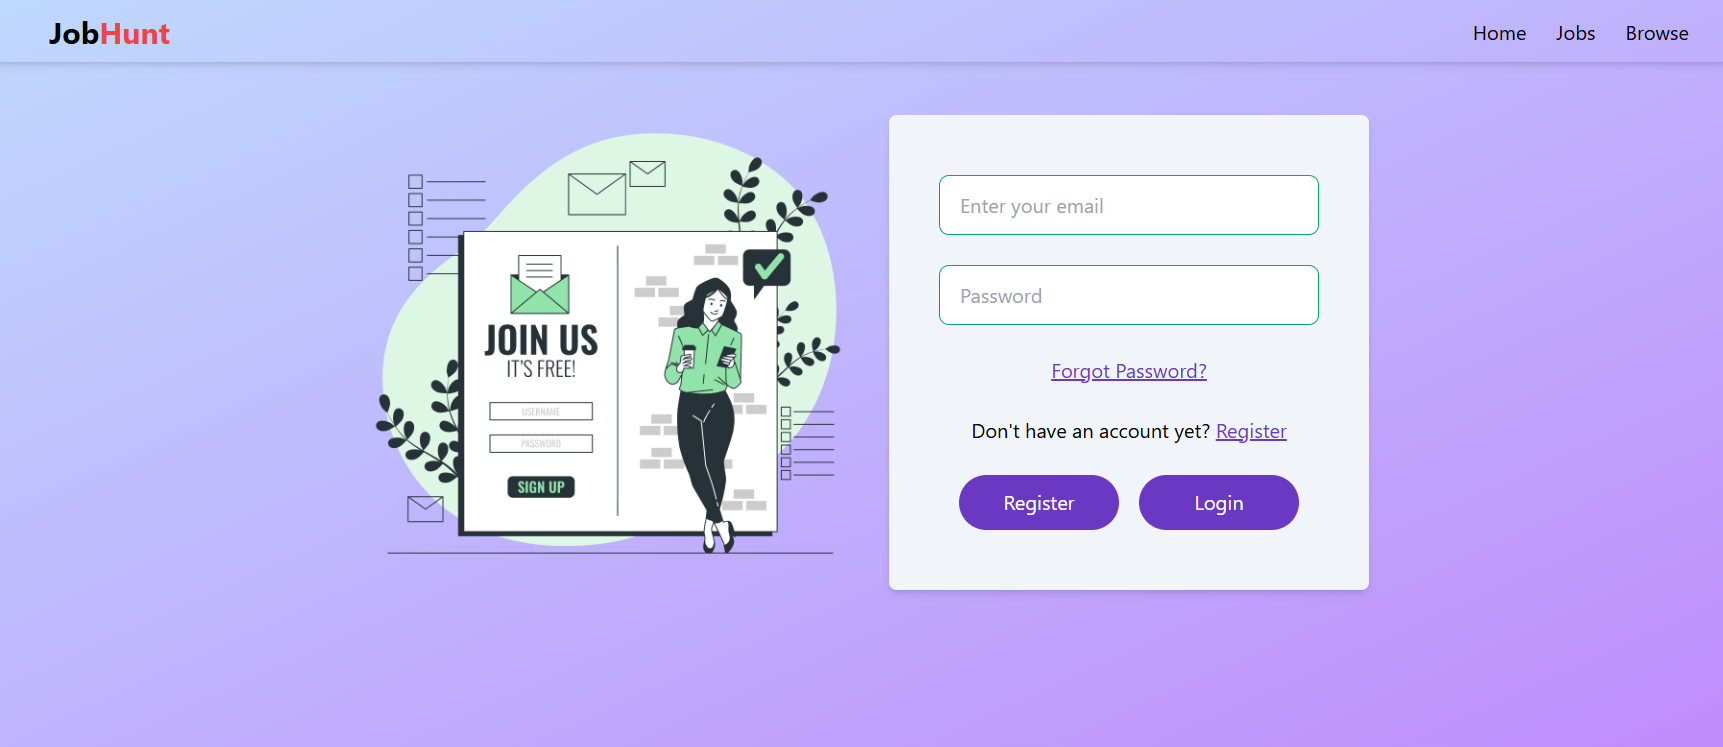 JobHunt
Home Jobs Browse
JOIN US
IT'S FREE!
USERNAME
PASSWORD
SIGN UP
Enter your email
Password
Forgot Password?
Don't have an account yet? Register
Register Login